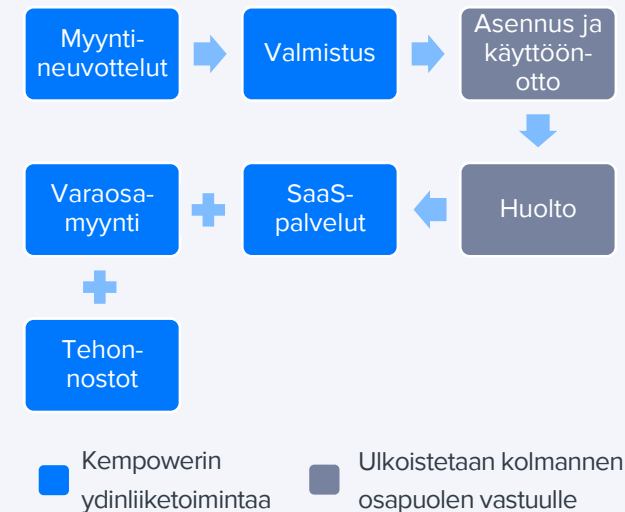 Myynti-
neuvottelut
Valmistus
Asennus ja
käyttöön-
otto
Varaosa-
myynti
SaaS-
palvelut
Huolto
Tehon-
nostot
Kempowerin
ydinliiketoimintaa
Ulkoistetaan kolmannen
osapuolen vastuulle